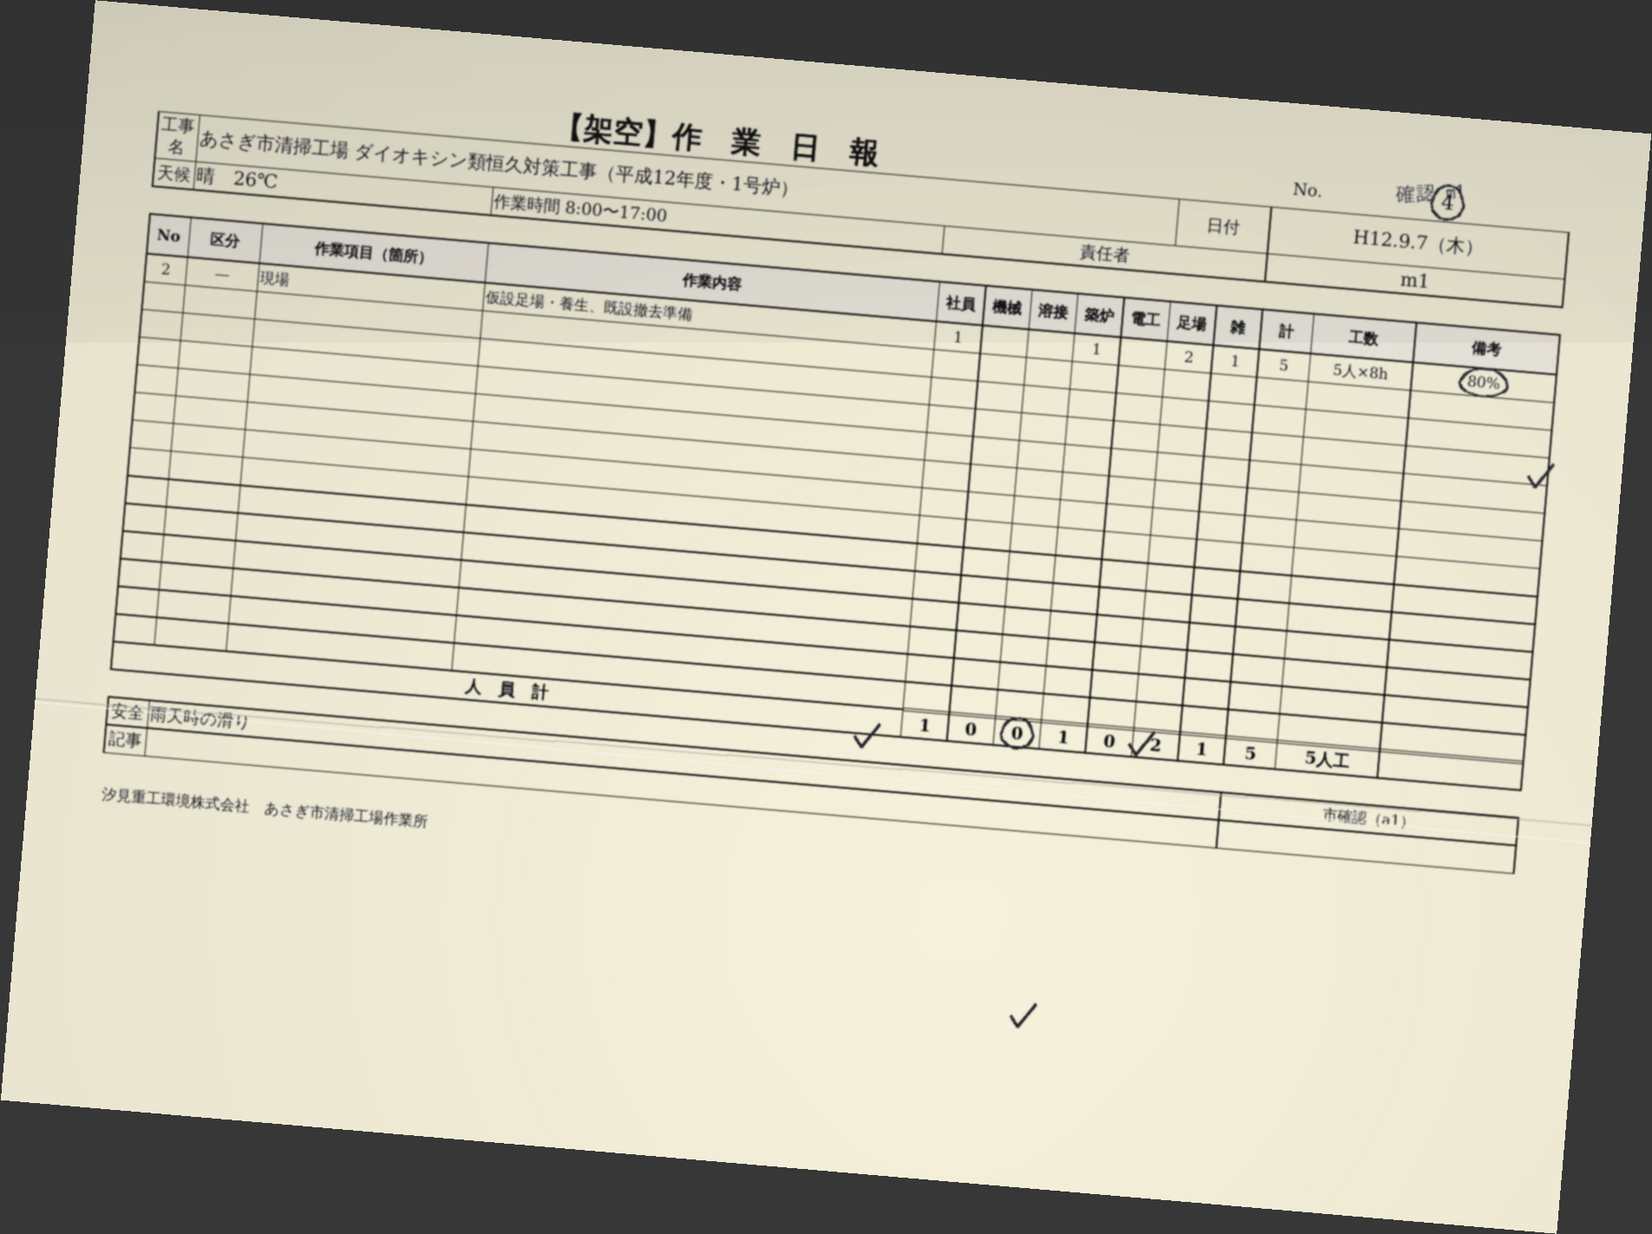 【架空】作 業 日 報
No. 確認 4
工事名 あさぎ市清掃工場 ダイオキシン類恒久対策工事（平成12年度・1号炉） 日付 H12.9.7（木）
天候 晴 26℃ 作業時間 8:00〜17:00 責任者 m1
No 区分 作業項目（箇所） 作業内容 社員 機械 溶接 築炉 電工 足場 雑 計 工数 備考
2 — 現場 仮設足場・養生、既設撤去準備 1 1 2 1 5 5人×8h 80%
人 員 計 1 0 0 1 0 2 1 5 5人工
安全 雨天時の滑り 市確認（a1）
記事
汐見重工環境株式会社 あさぎ市清掃工場作業所